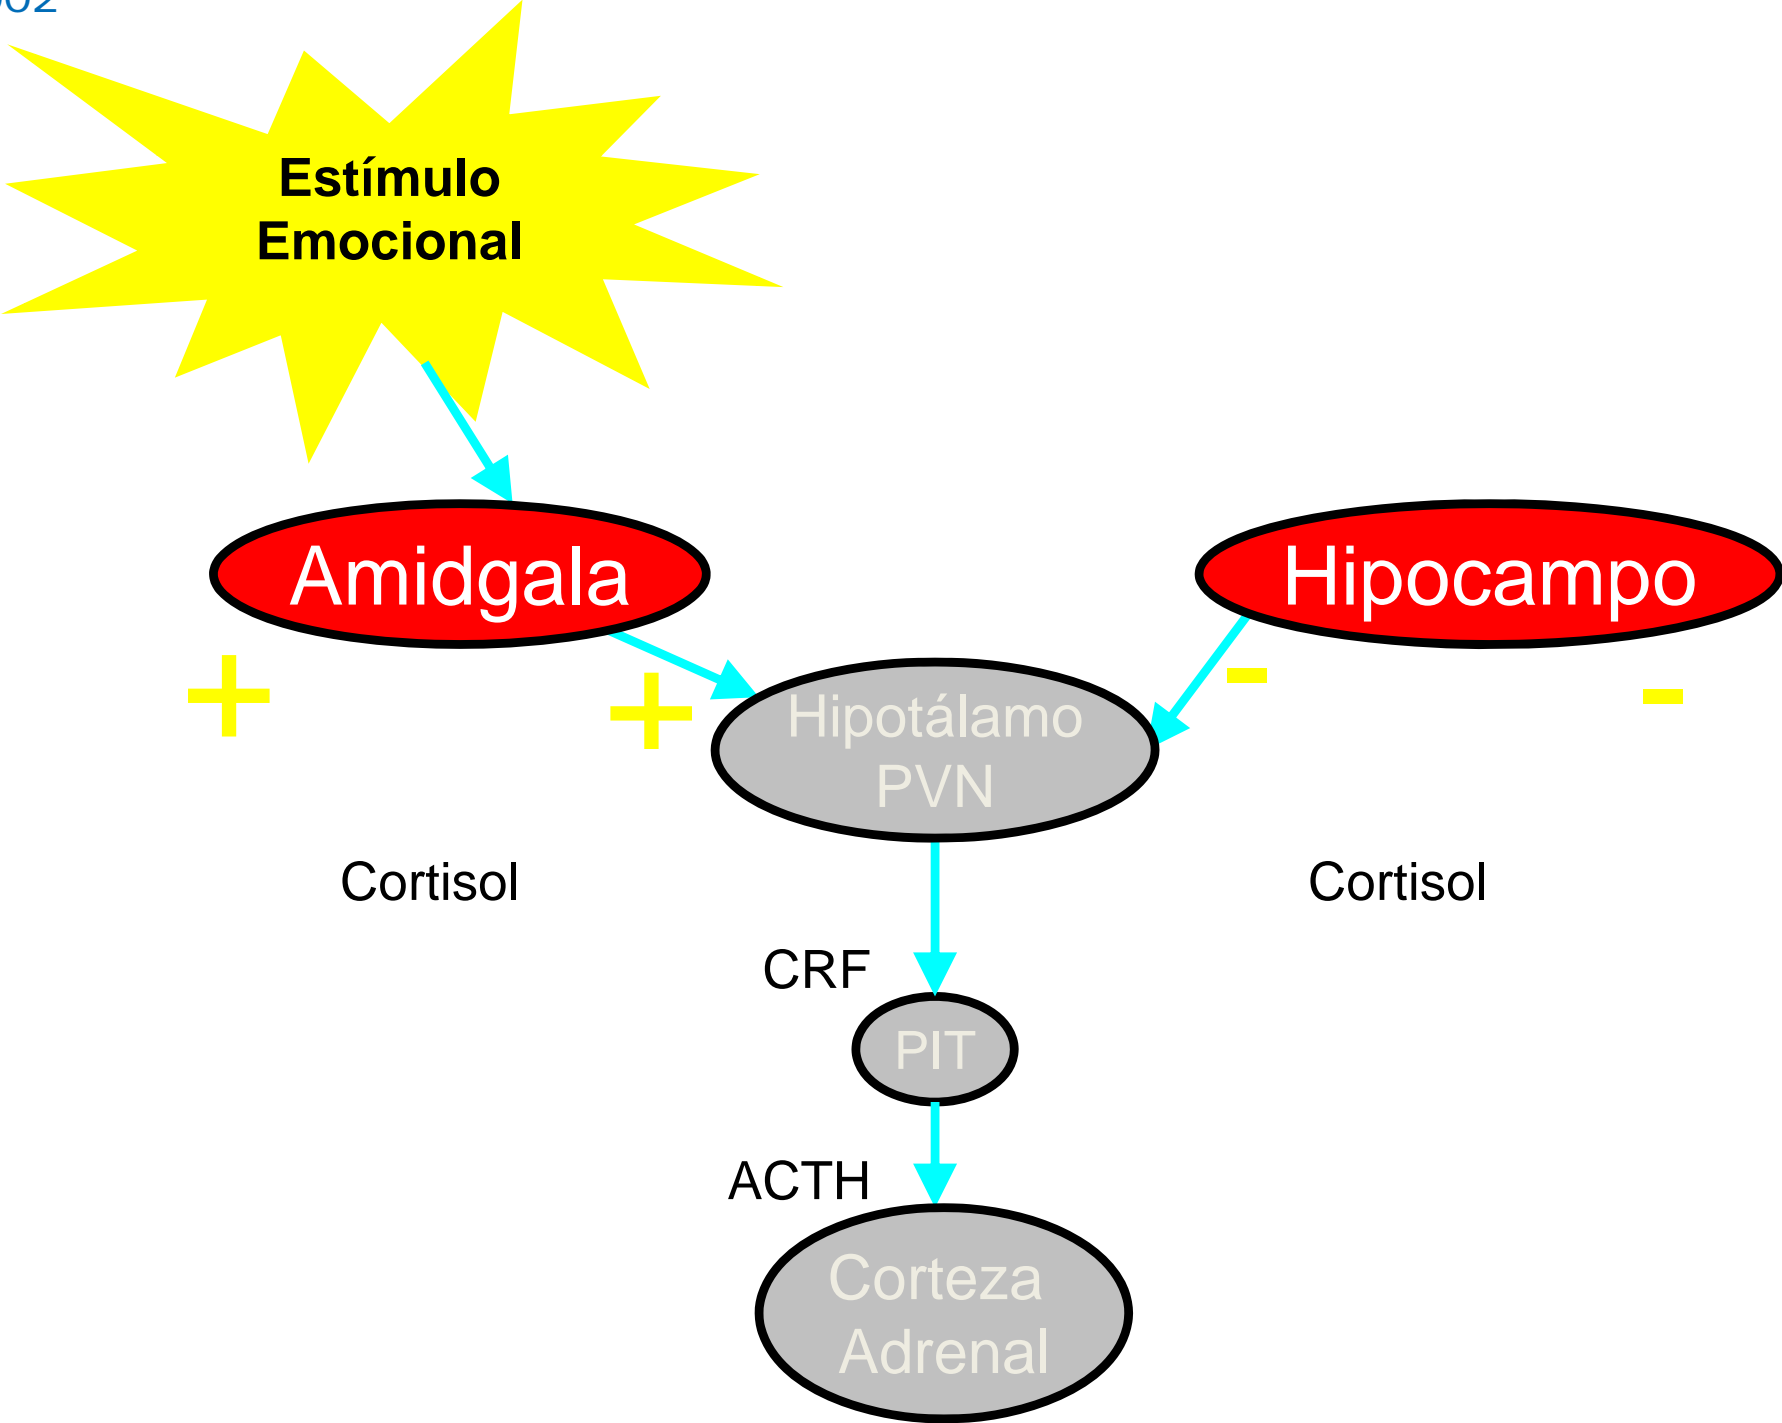 Estímulo
Emocional
Amidgala
Hipocampo
+
+
-
-
Hipotálamo
PVN
Cortisol
Cortisol
CRF
PIT
ACTH
Corteza
Adrenal